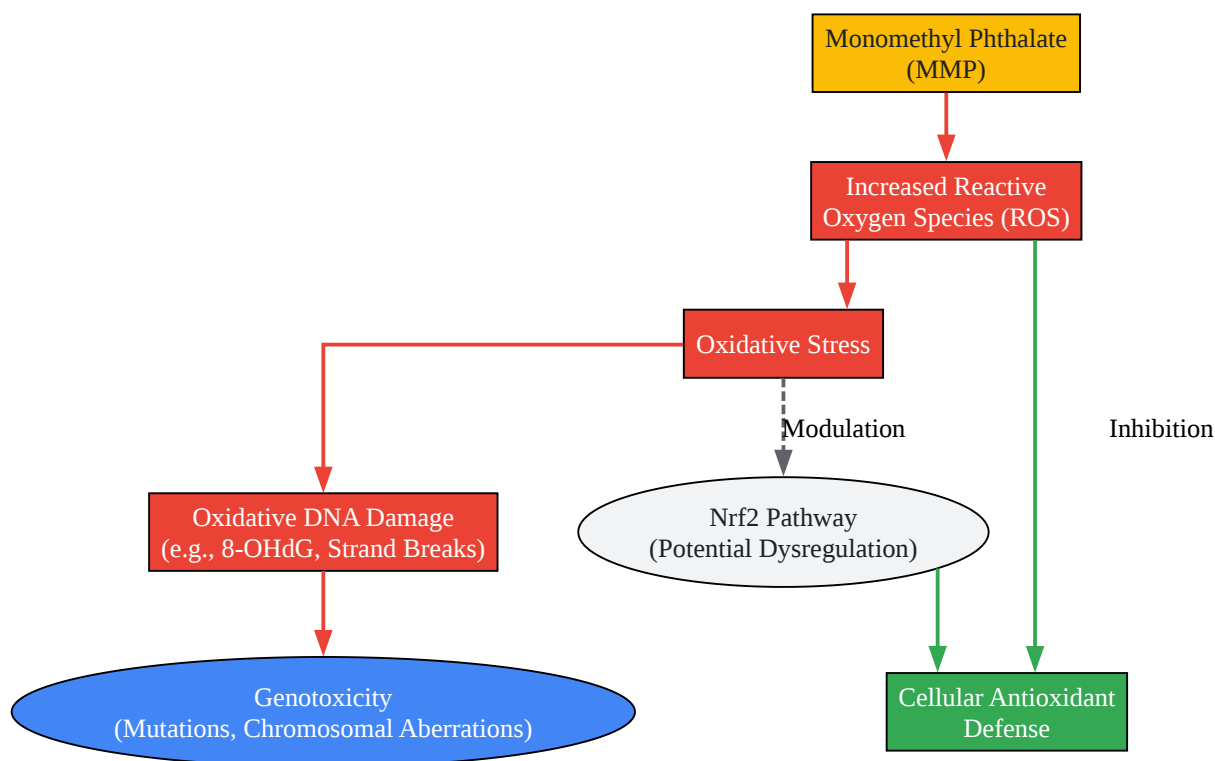 Monomethyl Phthalate
(MMP)
Increased Reactive
Oxygen Species (ROS)
Oxidative Stress
Modulation
Inhibition
Oxidative DNA Damage
(e.g., 8-OHdG, Strand Breaks)
Nrf2 Pathway
(Potential Dysregulation)
Genotoxicity
(Mutations, Chromosomal Aberrations)
Cellular Antioxidant
Defense